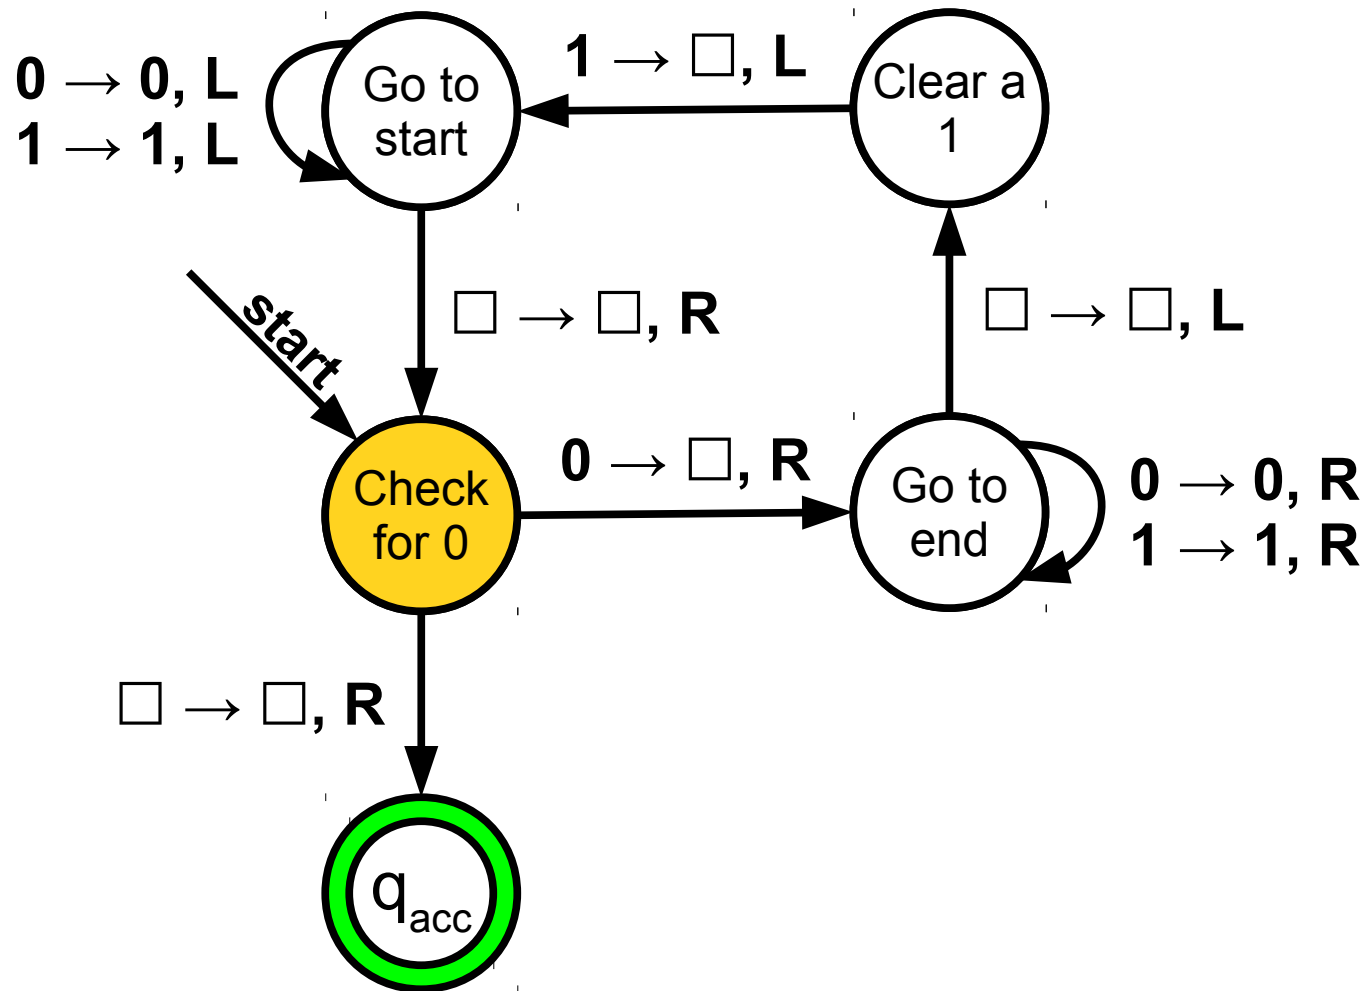 0 → 0, L
1 → 1, L
Go to
start
1 → □, L
Clear a
1
start
□ → □, R
□ → □, L
Check
for 0
0 → □, R
Go to
end
0 → 0, R
1 → 1, R
□ → □, R
q_acc